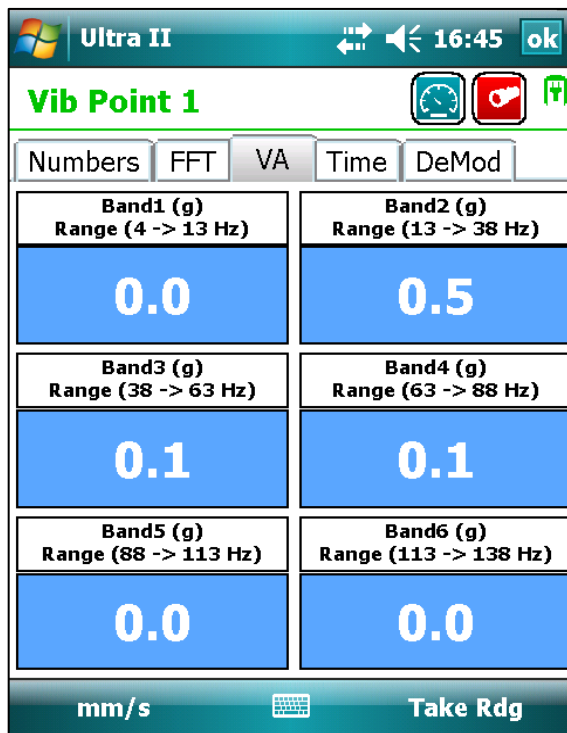 Ultra II 16:45 ok
Vib Point 1
Numbers FFT VA Time DeMod
Band1 (g) Band2 (g)
Range (4 -> 13 Hz) Range (13 -> 38 Hz)
0.0 0.5
Band3 (g) Band4 (g)
Range (38 -> 63 Hz) Range (63 -> 88 Hz)
0.1 0.1
Band5 (g) Band6 (g)
Range (88 -> 113 Hz) Range (113 -> 138 Hz)
0.0 0.0
mm/s Take Rdg